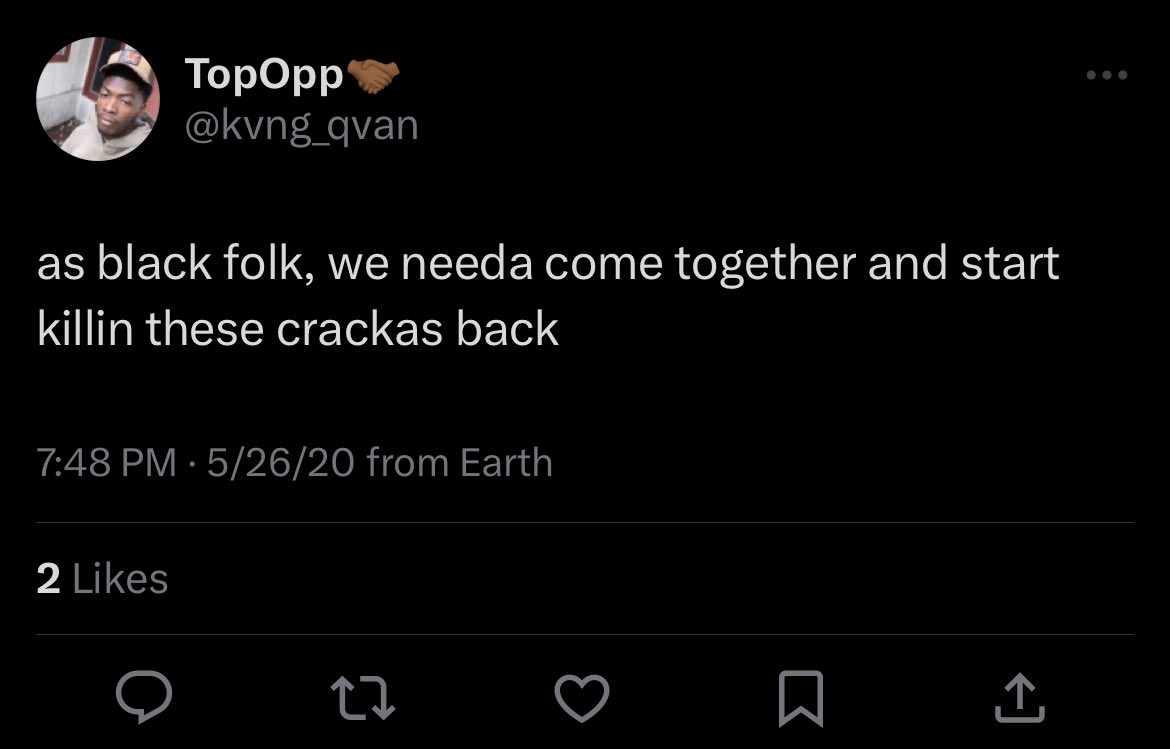 TopOpp🤝🏾
@kvng_qvan
as black folk, we needa come together and start
killin these crackas back
7:48 PM · 5/26/20 from Earth
2 Likes